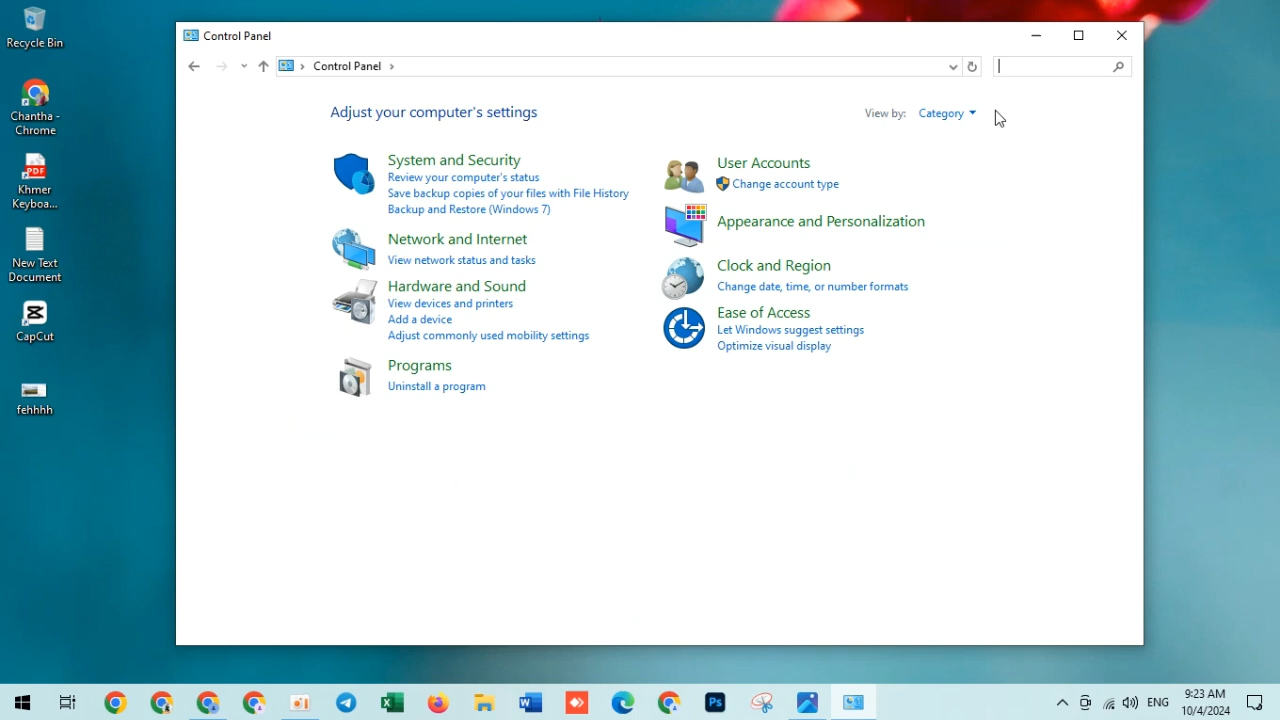 Recycle Bin
Chantha -
Chrome
Khmer
Keyboa...
New Text
Document
CapCut
fehhhh
Control Panel
Control Panel
Adjust your computer's settings
View by: Category
System and Security
Review your computer's status
Save backup copies of your files with File History
Backup and Restore (Windows 7)
Network and Internet
View network status and tasks
Hardware and Sound
View devices and printers
Add a device
Adjust commonly used mobility settings
Programs
Uninstall a program
User Accounts
Change account type
Appearance and Personalization
Clock and Region
Change date, time, or number formats
Ease of Access
Let Windows suggest settings
Optimize visual display
ENG
9:23 AM
10/4/2024